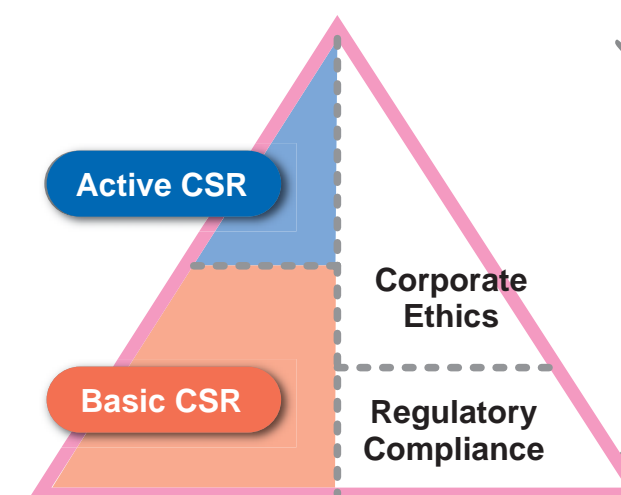 Active CSR
Corporate
Ethics
Basic CSR
Regulatory
Compliance